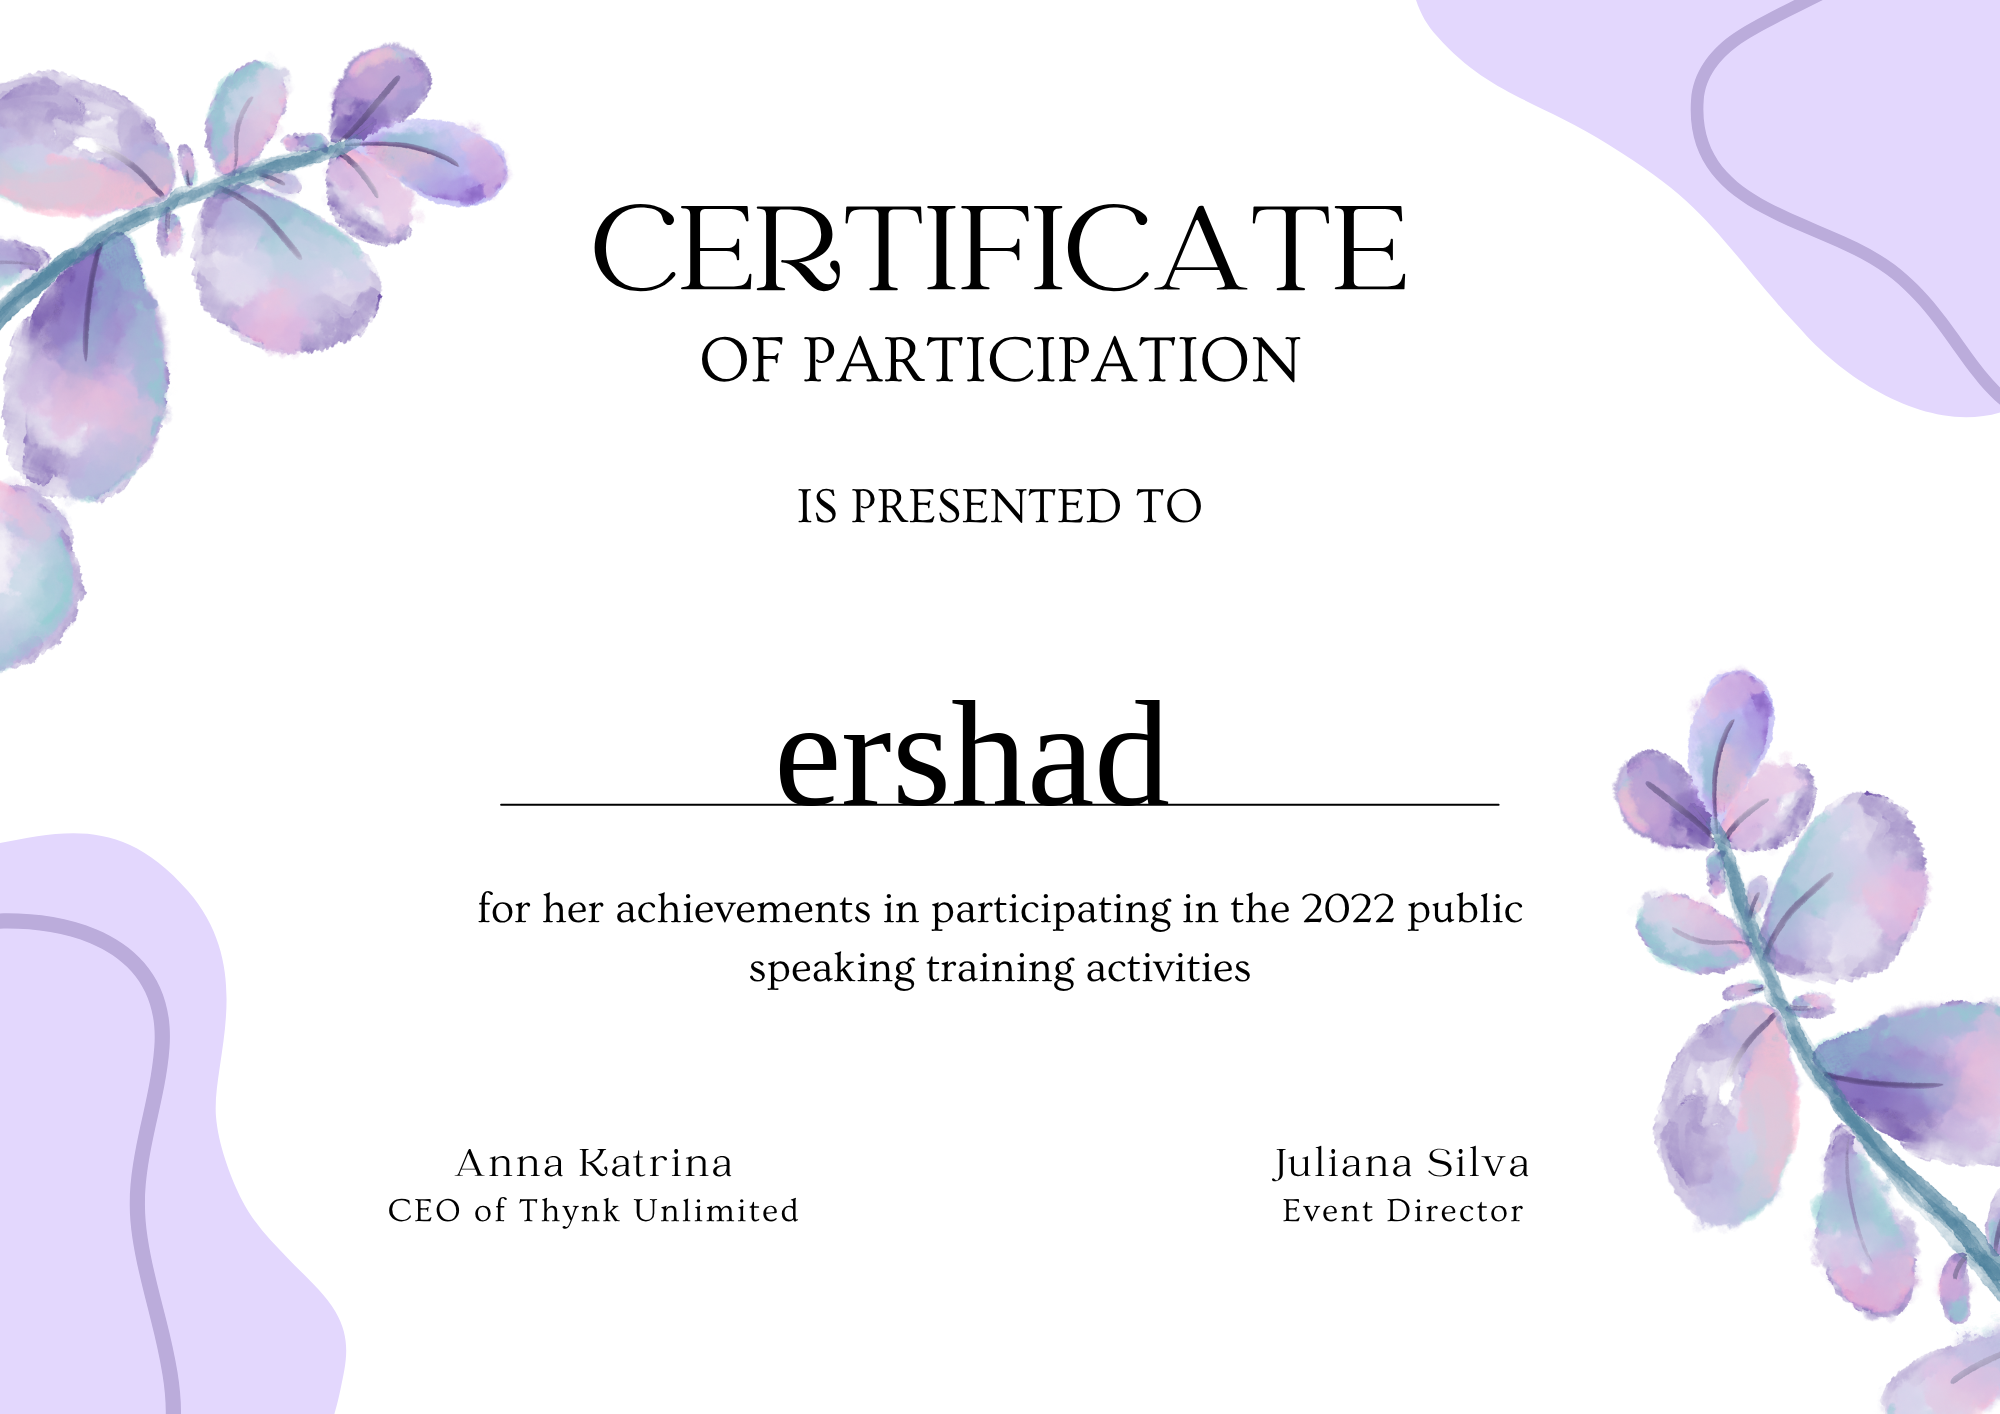 CERTIFICATE
OF PARTICIPATION
IS PRESENTED TO
ershad
for her achievements in participating in the 2022 public
speaking training activities
Anna Katrina
CEO of Thynk Unlimited
Juliana Silva
Event Director